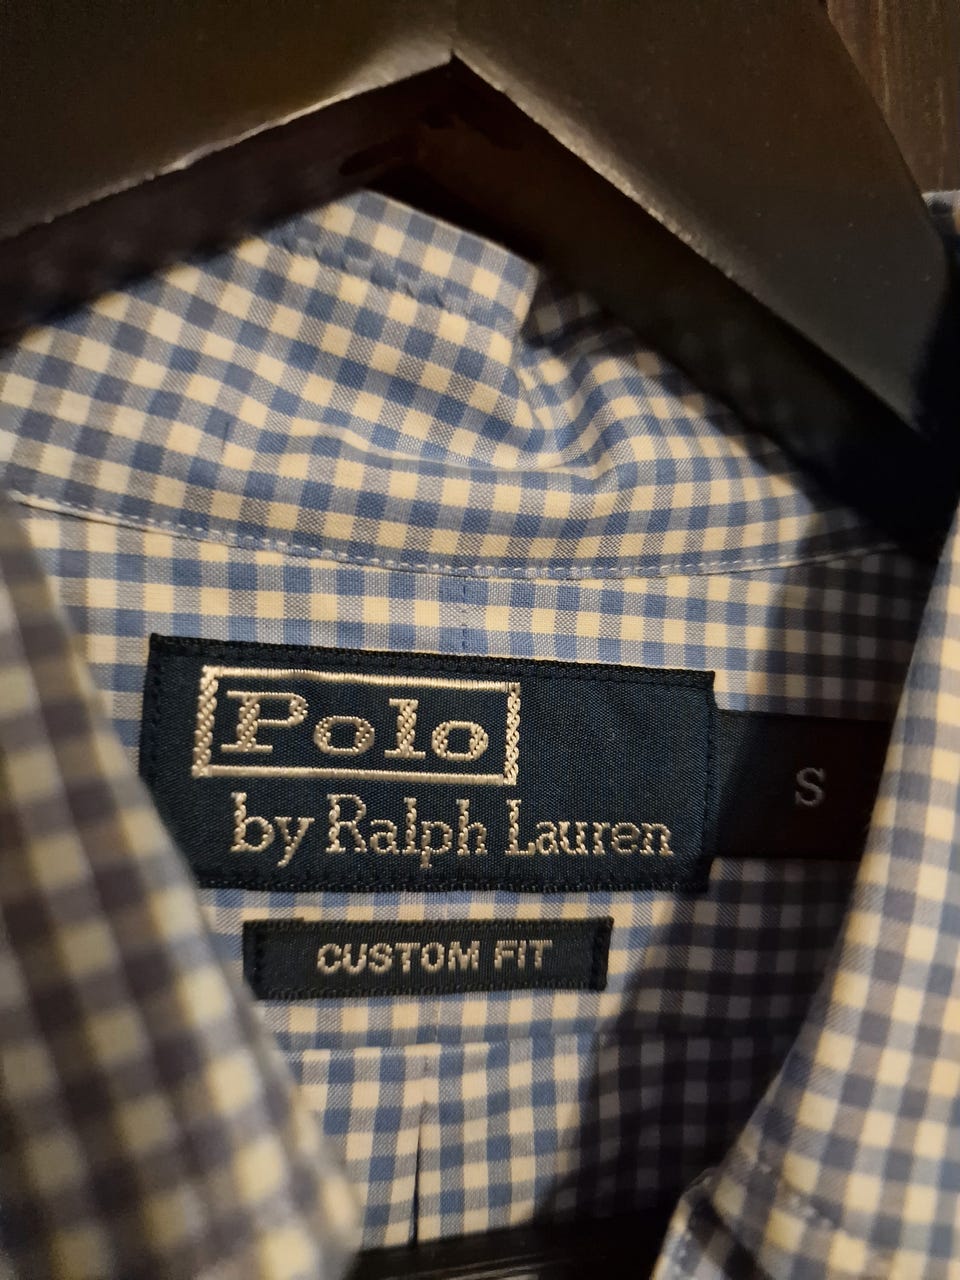 Polo
by Ralph Lauren
S
CUSTOM FIT